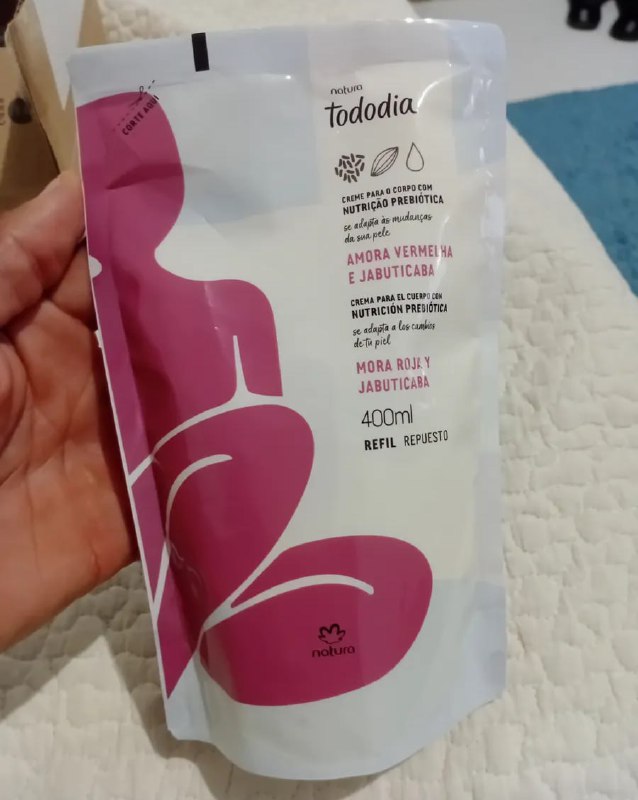 CORTE AQUI
natura
Tododia
CREME PARA O CORPO COM
NUTRIÇÃO PREBIÓTICA
se adapta às mudanças
da sua pele
AMORA VERMELHA
E JABUTICABA
CREMA PARA EL CUERPO CON
NUTRICIÓN PREBIÓTICA
se adapta a los cambios
de tu piel
MORA ROJA Y
JABUTICABA
400ml
REFIL REPUESTO
natura